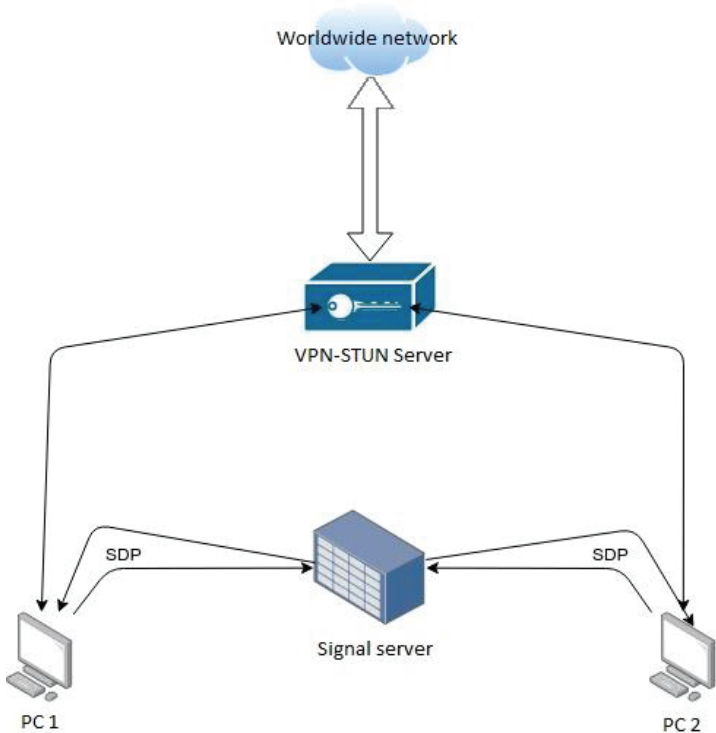 Worldwide network
VPN-STUN Server
SDP
SDP
Signal server
PC 1
PC 2